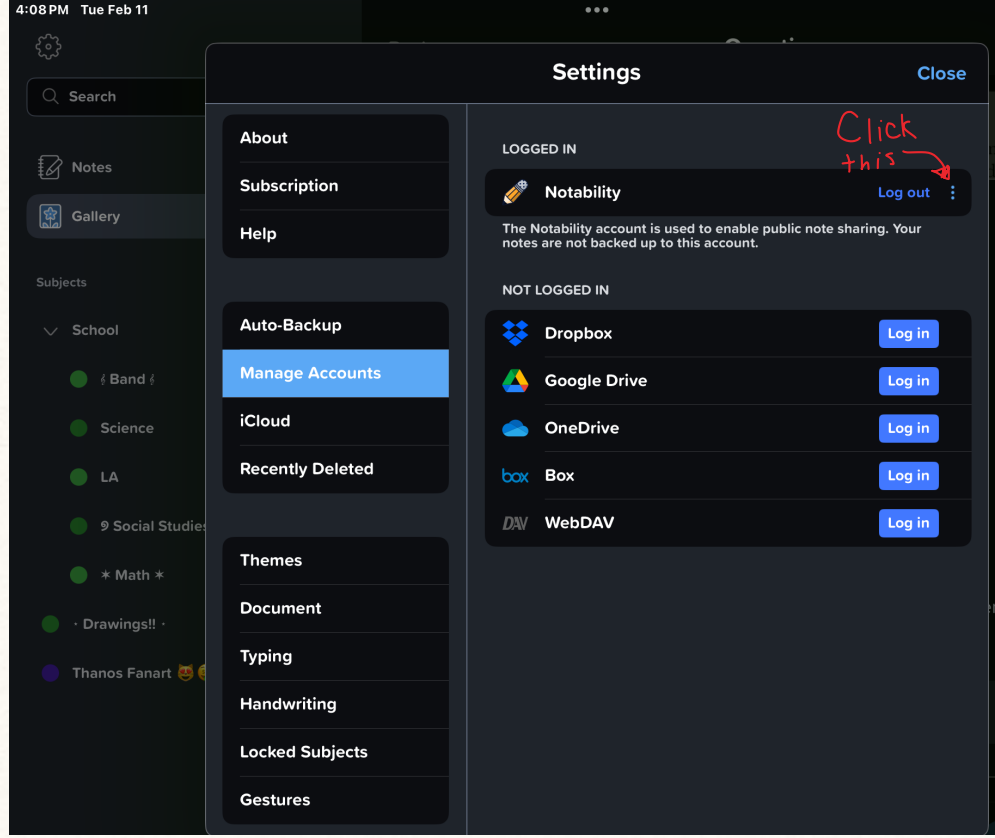 4:08 PM Tue Feb 11
Settings
Close
Search
Notes
Gallery
Subjects
School
Band
Science
LA
Social Studies
✶ Math ✶
· Drawings!! ·
Thanos Fanart 😻
About
Subscription
Help
Auto-Backup
Manage Accounts
iCloud
Recently Deleted
Themes
Document
Typing
Handwriting
Locked Subjects
Gestures
Click
this
LOGGED IN
Notability Log out
The Notability account is used to enable public note sharing. Your
notes are not backed up to this account.
NOT LOGGED IN
Dropbox Log in
Google Drive Log in
OneDrive Log in
box Box Log in
DAV WebDAV Log in